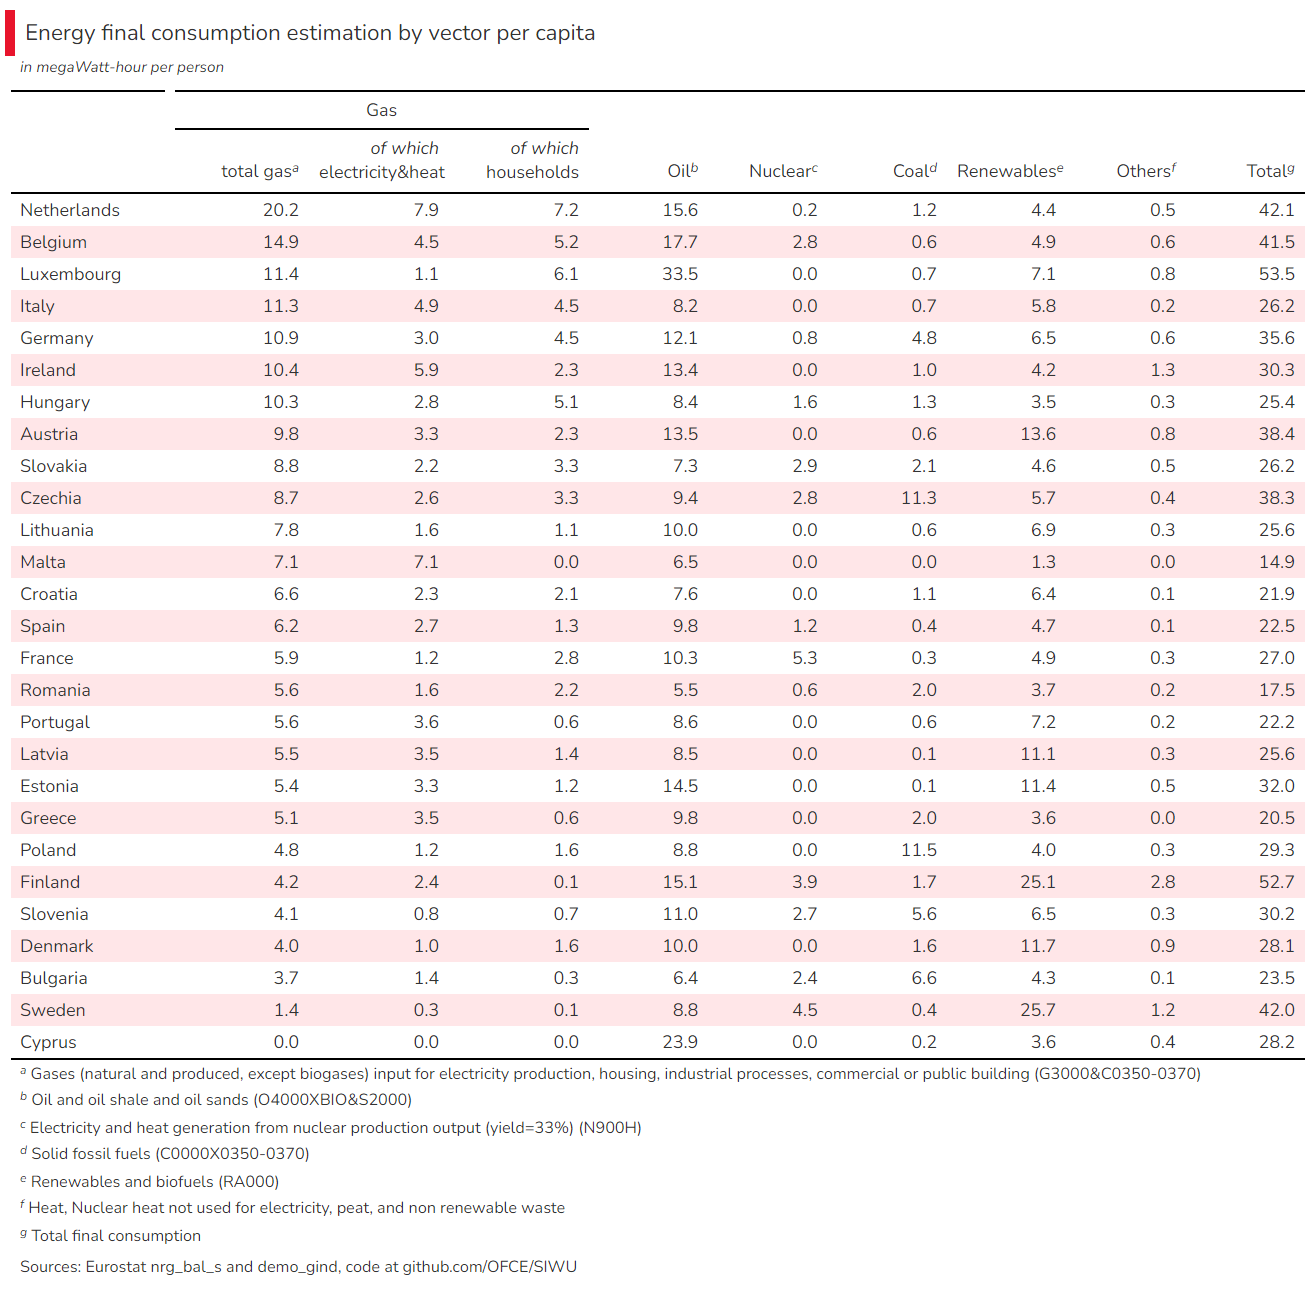 Energy final consumption estimation by vector per capita
in megaWatt-hour per person
Gas
of which of which
total gasᵃ electricity&heat households Oilᵇ Nuclearᶜ Coalᵈ Renewablesᵉ Othersᶠ Totalᵍ
Netherlands 20.2 7.9 7.2 15.6 0.2 1.2 4.4 0.5 42.1
Belgium 14.9 4.5 5.2 17.7 2.8 0.6 4.9 0.6 41.5
Luxembourg 11.4 1.1 6.1 33.5 0.0 0.7 7.1 0.8 53.5
Italy 11.3 4.9 4.5 8.2 0.0 0.7 5.8 0.2 26.2
Germany 10.9 3.0 4.5 12.1 0.8 4.8 6.5 0.6 35.6
Ireland 10.4 5.9 2.3 13.4 0.0 1.0 4.2 1.3 30.3
Hungary 10.3 2.8 5.1 8.4 1.6 1.3 3.5 0.3 25.4
Austria 9.8 3.3 2.3 13.5 0.0 0.6 13.6 0.8 38.4
Slovakia 8.8 2.2 3.3 7.3 2.9 2.1 4.6 0.5 26.2
Czechia 8.7 2.6 3.3 9.4 2.8 11.3 5.7 0.4 38.3
Lithuania 7.8 1.6 1.1 10.0 0.0 0.6 6.9 0.3 25.6
Malta 7.1 7.1 0.0 6.5 0.0 0.0 1.3 0.0 14.9
Croatia 6.6 2.3 2.1 7.6 0.0 1.1 6.4 0.1 21.9
Spain 6.2 2.7 1.3 9.8 1.2 0.4 4.7 0.1 22.5
France 5.9 1.2 2.8 10.3 5.3 0.3 4.9 0.3 27.0
Romania 5.6 1.6 2.2 5.5 0.6 2.0 3.7 0.2 17.5
Portugal 5.6 3.6 0.6 8.6 0.0 0.6 7.2 0.2 22.2
Latvia 5.5 3.5 1.4 8.5 0.0 0.1 11.1 0.3 25.6
Estonia 5.4 3.3 1.2 14.5 0.0 0.1 11.4 0.5 32.0
Greece 5.1 3.5 0.6 9.8 0.0 2.0 3.6 0.0 20.5
Poland 4.8 1.2 1.6 8.8 0.0 11.5 4.0 0.3 29.3
Finland 4.2 2.4 0.1 15.1 3.9 1.7 25.1 2.8 52.7
Slovenia 4.1 0.8 0.7 11.0 2.7 5.6 6.5 0.3 30.2
Denmark 4.0 1.0 1.6 10.0 0.0 1.6 11.7 0.9 28.1
Bulgaria 3.7 1.4 0.3 6.4 2.4 6.6 4.3 0.1 23.5
Sweden 1.4 0.3 0.1 8.8 4.5 0.4 25.7 1.2 42.0
Cyprus 0.0 0.0 0.0 23.9 0.0 0.2 3.6 0.4 28.2
ᵃ Gases (natural and produced, except biogases) input for electricity production, housing, industrial processes, commercial or public building (G3000&C0350-0370)
ᵇ Oil and oil shale and oil sands (O4000XBIO&S2000)
ᶜ Electricity and heat generation from nuclear production output (yield=33%) (N900H)
ᵈ Solid fossil fuels (C0000X0350-0370)
ᵉ Renewables and biofuels (RA000)
ᶠ Heat, Nuclear heat not used for electricity, peat, and non renewable waste
ᵍ Total final consumption
Sources: Eurostat nrg_bal_s and demo_gind, code at github.com/OFCE/SIWU